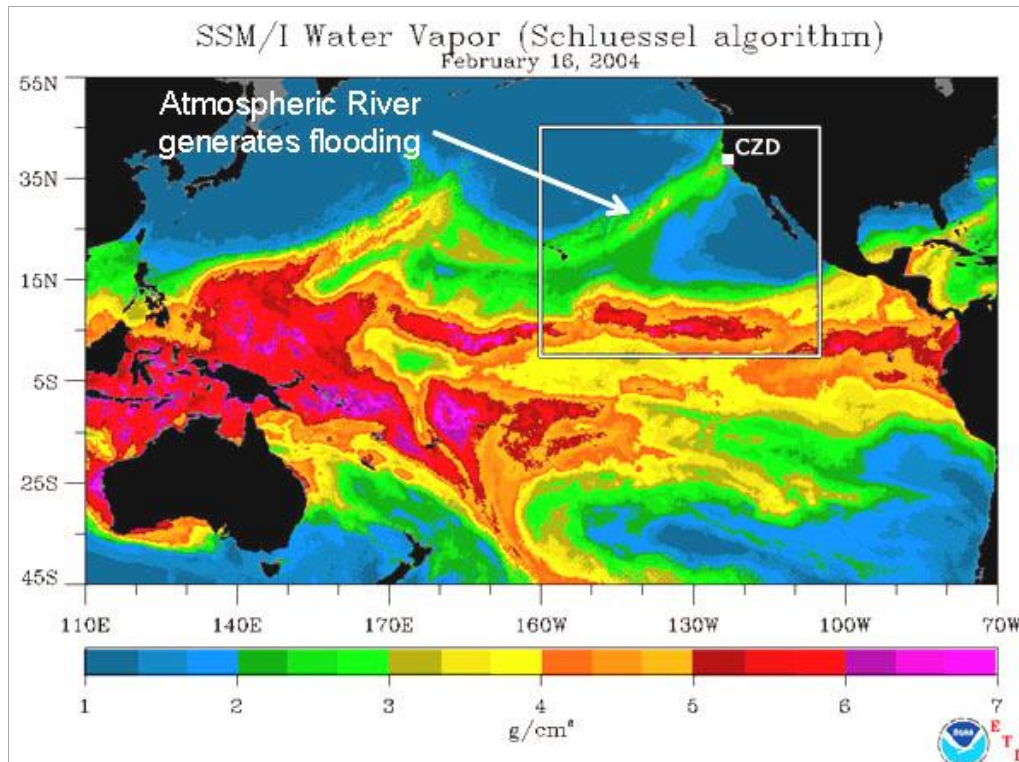 SSM/I Water Vapor (Schluessel algorithm)
February 16, 2004
55N
Atmospheric River
generates flooding
CZD
35N
15N
5S
25S
45S
110E 140E 170E 160W 130W 100W 70W
1 2 3 4 5 6 7
g/cm²
noaa
E
T
L